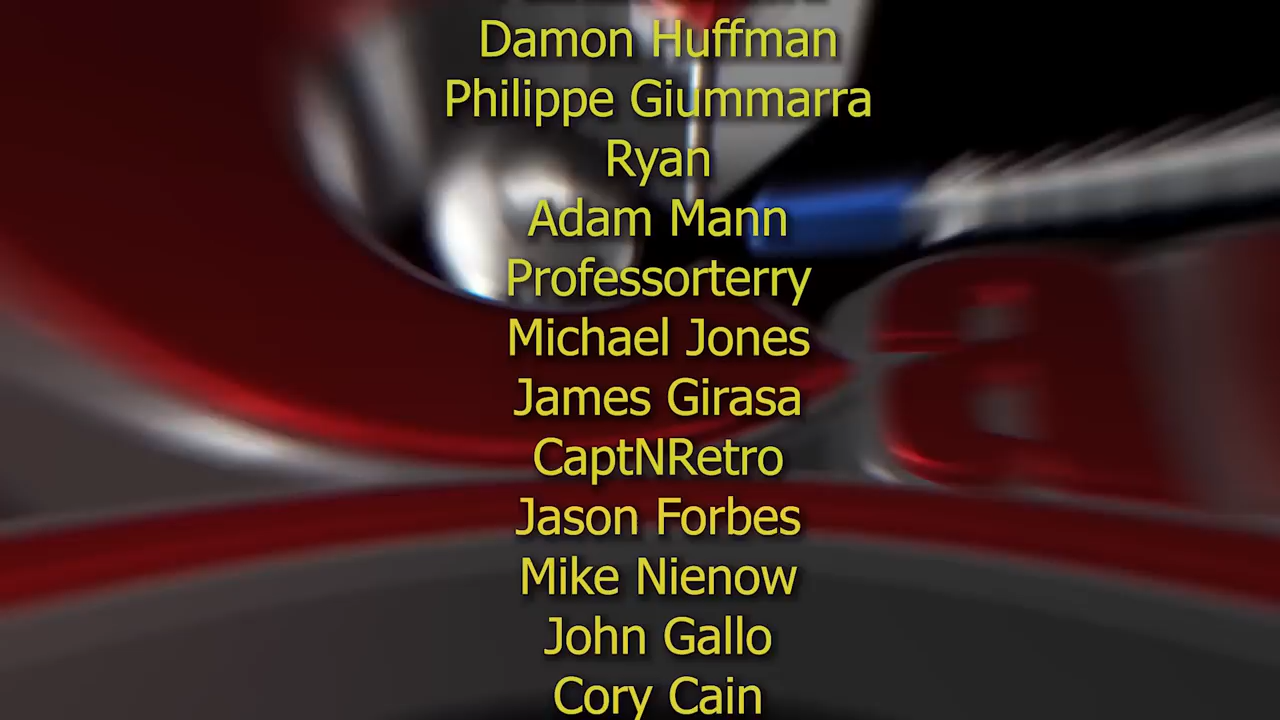 Damon Huffman
Philippe Giummarra
Ryan
Adam Mann
Professorterry
Michael Jones
James Girasa
CaptNRetro
Jason Forbes
Mike Nienow
John Gallo
Cory Cain
a